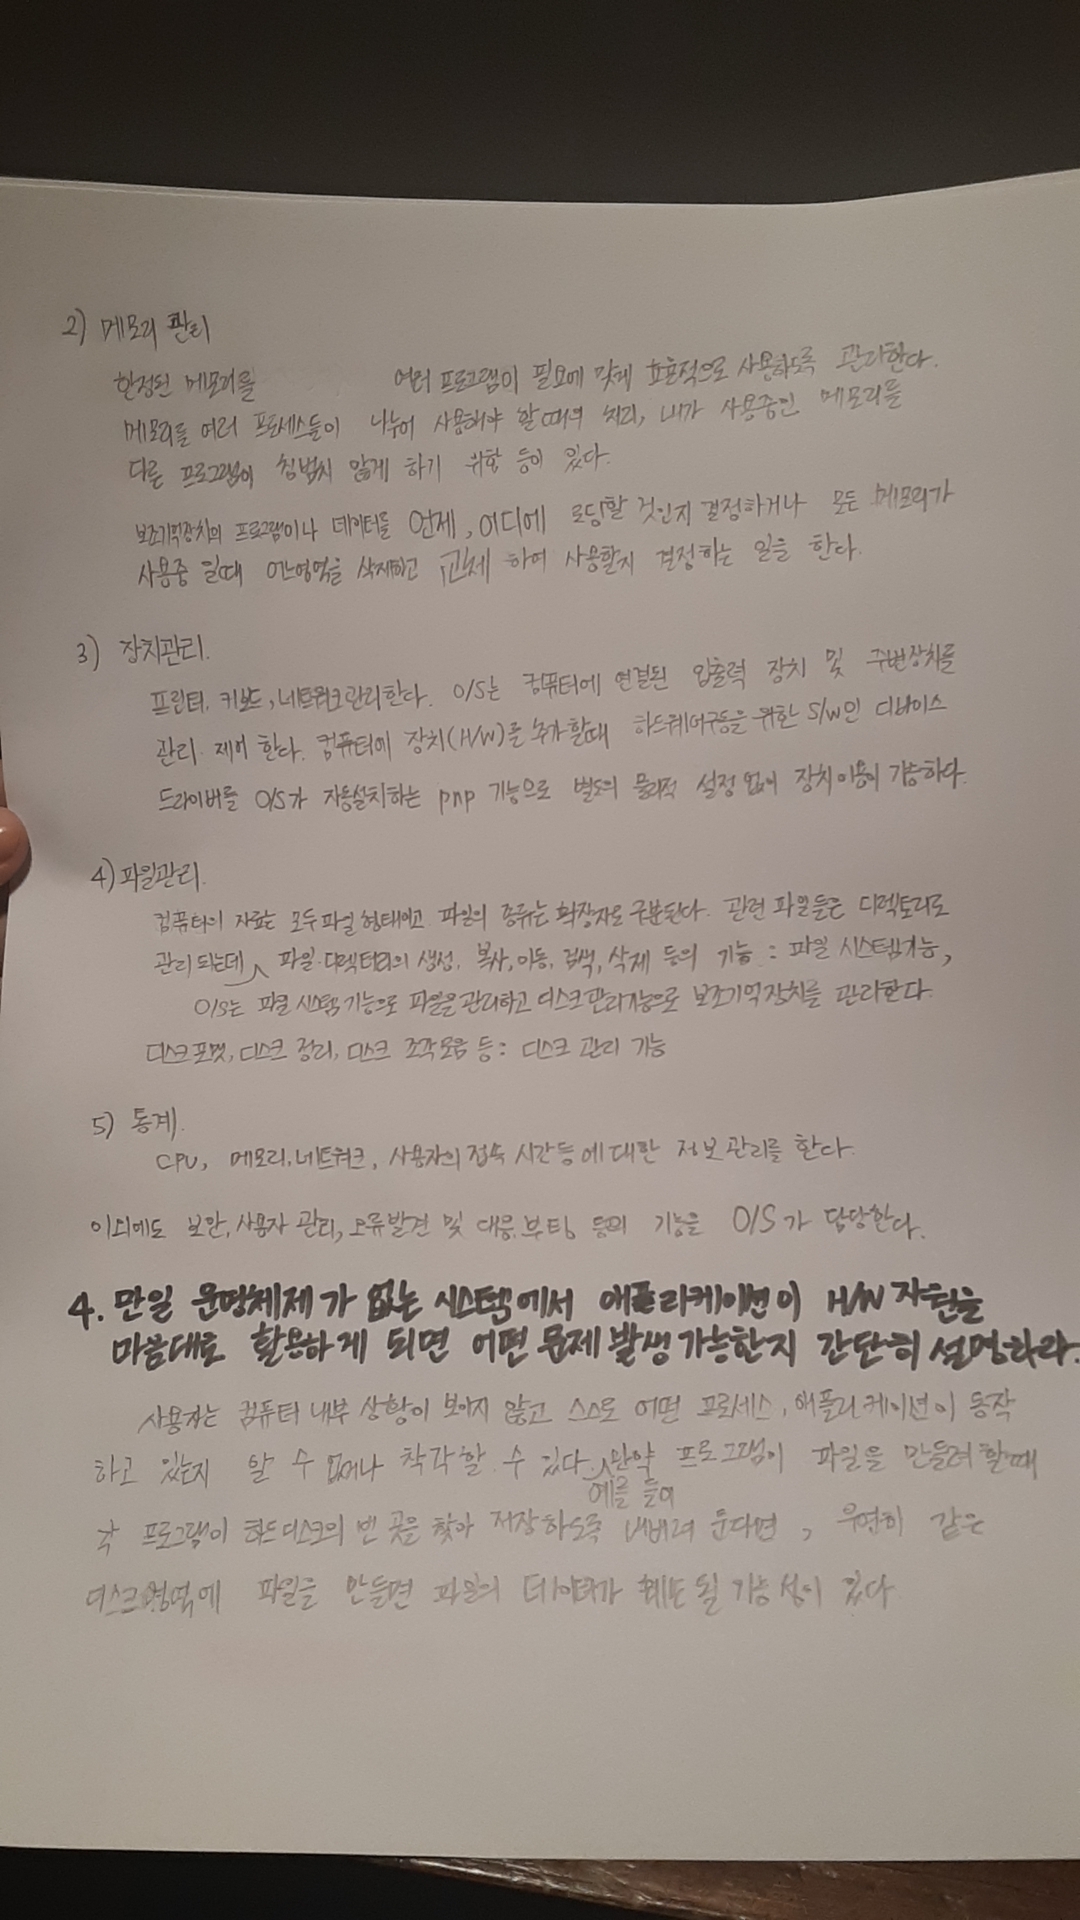 2) 메모리 관리
한정된 메모리를 여러 프로그램이 필요에 맞게 효율적으로 사용하도록 관리한다.
메모리를 여러 프로세스들이 나누어 사용해야 할때의 처리, 내가 사용중인 메모리를
다른 프로그램이 침범치 않게 하기 위함 등이 있다.
보조기억장치의 프로그램이나 데이터를 언제, 어디에 로딩할 것인지 결정하거나 모든 메모리가
사용중 일때 어느영역을 삭제하고 교체 하여 사용할지 결정하는 일을 한다.
3) 장치관리.
프린터, 키보드, 네트워크관리한다. O/S는 컴퓨터에 연결된 입출력 장치 및 주변장치를
관리·제어 한다. 컴퓨터에 장치(H/W)를 추가할때 하드웨어구동을 위한 S/W인 디바이스
드라이버를 O/S가 자동설치하는 pnp 기능으로 별도의 물리적 설정 없이 장치이용이 가능하다.
4) 파일관리.
컴퓨터의 자료는 모두파일형태이고 파일의 종류는 확장자로 구분된다. 관련 파일들은 디렉토리로
관리 되는데, 파일·디렉터리의 생성, 복사, 이동, 검색, 삭제 등의 기능 : 파일 시스템기능,
O/S는 파일 시스템 기능으로 파일을 관리하고 디스크관리기능으로 보조기억장치를 관리한다.
디스크포맷, 디스크 정리, 디스크 조각모음 등 : 디스크 관리 기능
5) 통계.
CPU, 메모리, 네트워크, 사용자의 접속 시간등에 대한 정보관리를 한다.
이외에도 보안, 사용자 관리, 오류발견 및 대응, 부팅 등의 기능을 O/S가 담당한다.
4. 만일 운영체제가 없는 시스템에서 애플리케이션이 H/W 자원을
마음대로 활용하게 되면 어떤 문제 발생 가능한지 간단히 설명하라.
사용자는 컴퓨터 내부 상황이 보이지 않고 스스로 어떤 프로세스, 애플리케이션이 동작
하고 있는지 알 수 없거나 착각할 수 있다. 예를 들어 만약 프로그램이 파일을 만들려 할때
각 프로그램이 하드디스크의 빈 곳을 찾아 저장하도록 내버려 둔다면, 우연히 같은
디스크영역에 파일을 만들면 파일의 데이터가 훼손될 가능성이 있다